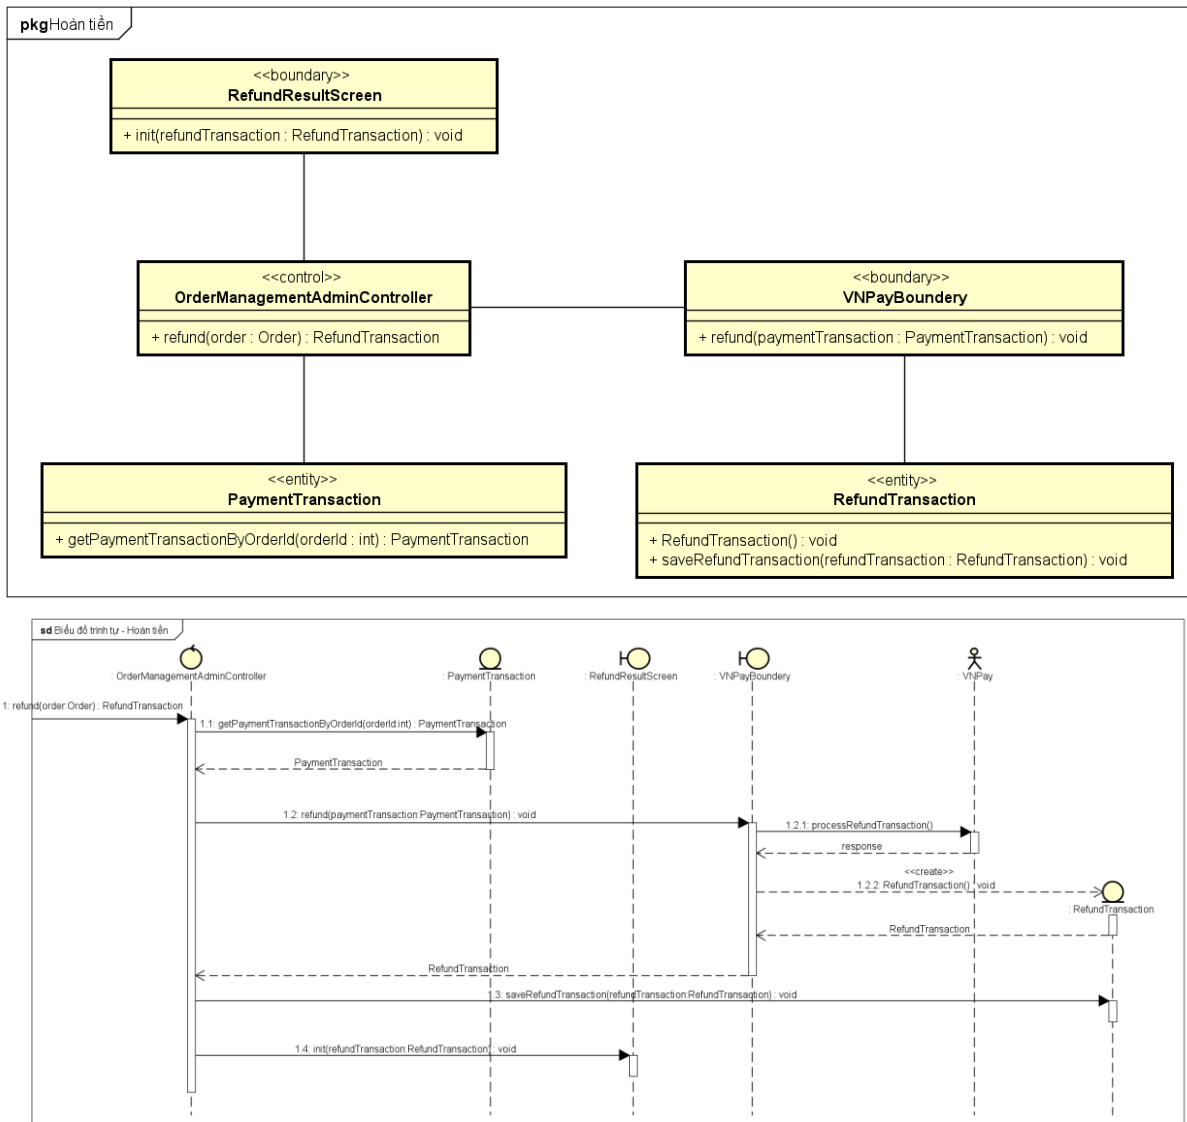 pkg Hoàn tiền
<<boundary>>
RefundResultScreen
+ init(refundTransaction : RefundTransaction) : void
<<control>>
OrderManagementAdminController
+ refund(order : Order) : RefundTransaction
<<boundary>>
VNPayBoundery
+ refund(paymentTransaction : PaymentTransaction) : void
<<entity>>
PaymentTransaction
+ getPaymentTransactionByOrderId(orderId : int) : PaymentTransaction
<<entity>>
RefundTransaction
+ RefundTransaction() : void
+ saveRefundTransaction(refundTransaction : RefundTransaction) : void
sd Biểu đồ trình tự - Hoàn tiền
: OrderManagementAdminController
: PaymentTransaction
: RefundResultScreen
: VNPayBoundery
: VNPay
1: refund(order:Order) : RefundTransaction
1.1: getPaymentTransactionByOrderId(orderId:int) : PaymentTransaction
PaymentTransaction
1.2: refund(paymentTransaction:PaymentTransaction) : void
1.2.1: processRefundTransaction()
response
<<create>>
1.2.2: RefundTransaction() : void
: RefundTransaction
RefundTransaction
RefundTransaction
1.3: saveRefundTransaction(refundTransaction:RefundTransaction) : void
1.4: init(refundTransaction:RefundTransaction) : void